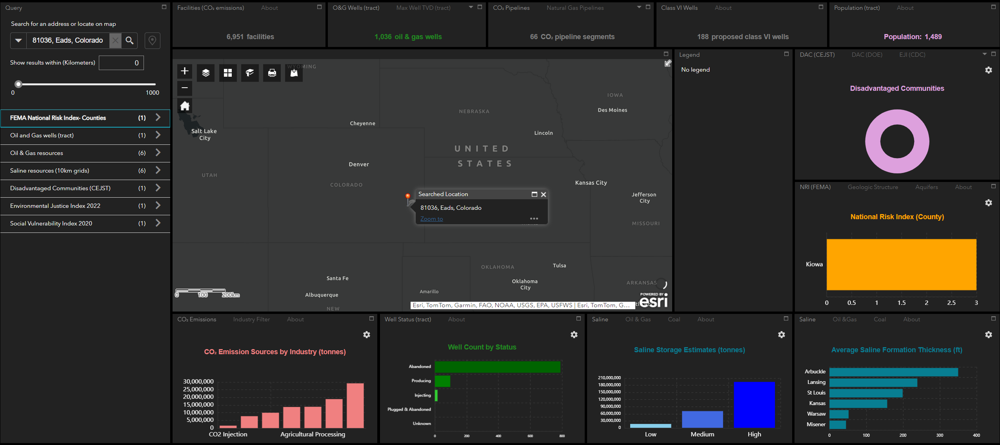 Query
Search for an address or locate on map
81036, Eads, Colorado
Show results within (Kilometers) 0
0 1000
FEMA National Risk Index- Counties (1)
Oil and Gas wells (tract) (1)
Oil & Gas resources (6)
Saline resources (10km grids) (6)
Disadvantaged Communities (CEJST) (1)
Environmental Justice Index 2022 (1)
Social Vulnerability Index 2020 (1)
Facilities (CO₂ emissions) About
6,951 facilities
O&G Wells (tract) Max Well TVD (tract)
1,036 oil & gas wells
CO₂ Pipelines Natural Gas Pipelines
66 CO₂ pipeline segments
Class VI Wells About
188 proposed class VI wells
Population (tract) About
Population: 1,489
WYOMING
IOWA
Des Moines
NEBRASKA
Cheyenne
Salt Lake
City
Lincoln
UNITED
STATES
Denver
UTAH
COLORADO
Kansas City
Jefferson
City
Searched Location
81036, Eads, Colorado
Zoom to
MISSOURI
OKLAHOMA
Tulsa
Santa Fe
Oklahoma
City
ARKANSAS
Amarillo
Albuquerque
NEW
0 100 200km
POWERED BY
esri
Esri, TomTom, Garmin, FAO, NOAA, USGS, EPA, USFWS | Esri, TomTom, G...
Legend
No legend
DAC (CEJST) DAC (DOE) EJI (CDC)
Disadvantaged Communities
NRI (FEMA) Geologic Structure Aquifers About
National Risk Index (County)
Kiowa
0 0.5 1 1.5 2 2.5 3
CO₂ Emissions Industry Filter About
CO₂ Emission Sources by Industry (tonnes)
30,000,000
25,000,000
20,000,000
15,000,000
10,000,000
5,000,000
0
CO2 Injection Agricultural Processing
Well Status (tract) About
Well Count by Status
Abandoned
Producing
Injecting
Plugged & Abandoned
Unknown
0 200 400 600 800
Saline Oil & Gas Coal About
Saline Storage Estimates (tonnes)
210,000,000
180,000,000
150,000,000
120,000,000
90,000,000
60,000,000
30,000,000
0
Low Medium High
Saline Oil &Gas Coal About
Average Saline Formation Thickness (ft)
Arbuckle
Lansing
St Louis
Kansas
Warsaw
Misener
0 100 200 300 400